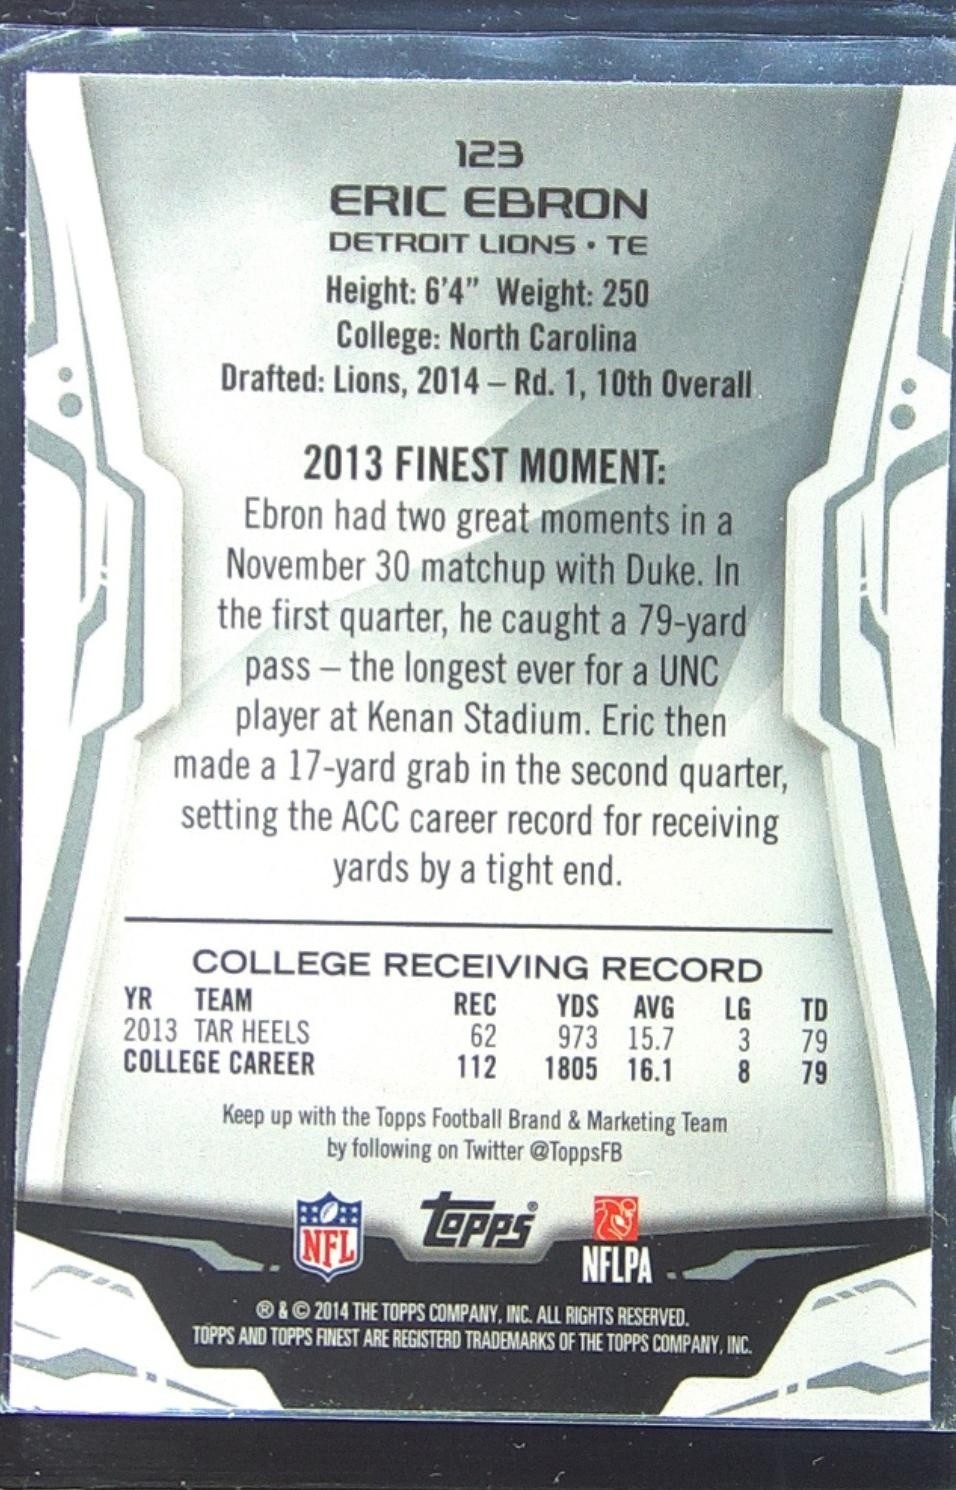 123
ERIC EBRON
DETROIT LIONS • TE
Height: 6'4" Weight: 250
College: North Carolina
Drafted: Lions, 2014 – Rd. 1, 10th Overall
2013 FINEST MOMENT:
Ebron had two great moments in a
November 30 matchup with Duke. In
the first quarter, he caught a 79-yard
pass – the longest ever for a UNC
player at Kenan Stadium. Eric then
made a 17-yard grab in the second quarter,
setting the ACC career record for receiving
yards by a tight end.
COLLEGE RECEIVING RECORD
YR TEAM REC YDS AVG LG TD
2013 TAR HEELS 62 973 15.7 3 79
COLLEGE CAREER 112 1805 16.1 8 79
Keep up with the Topps Football Brand & Marketing Team
by following on Twitter @ToppsFB
NFL topps® NFLPA
® & © 2014 THE TOPPS COMPANY, INC. ALL RIGHTS RESERVED.
TOPPS AND TOPPS FINEST ARE REGISTERD TRADEMARKS OF THE TOPPS COMPANY, INC.